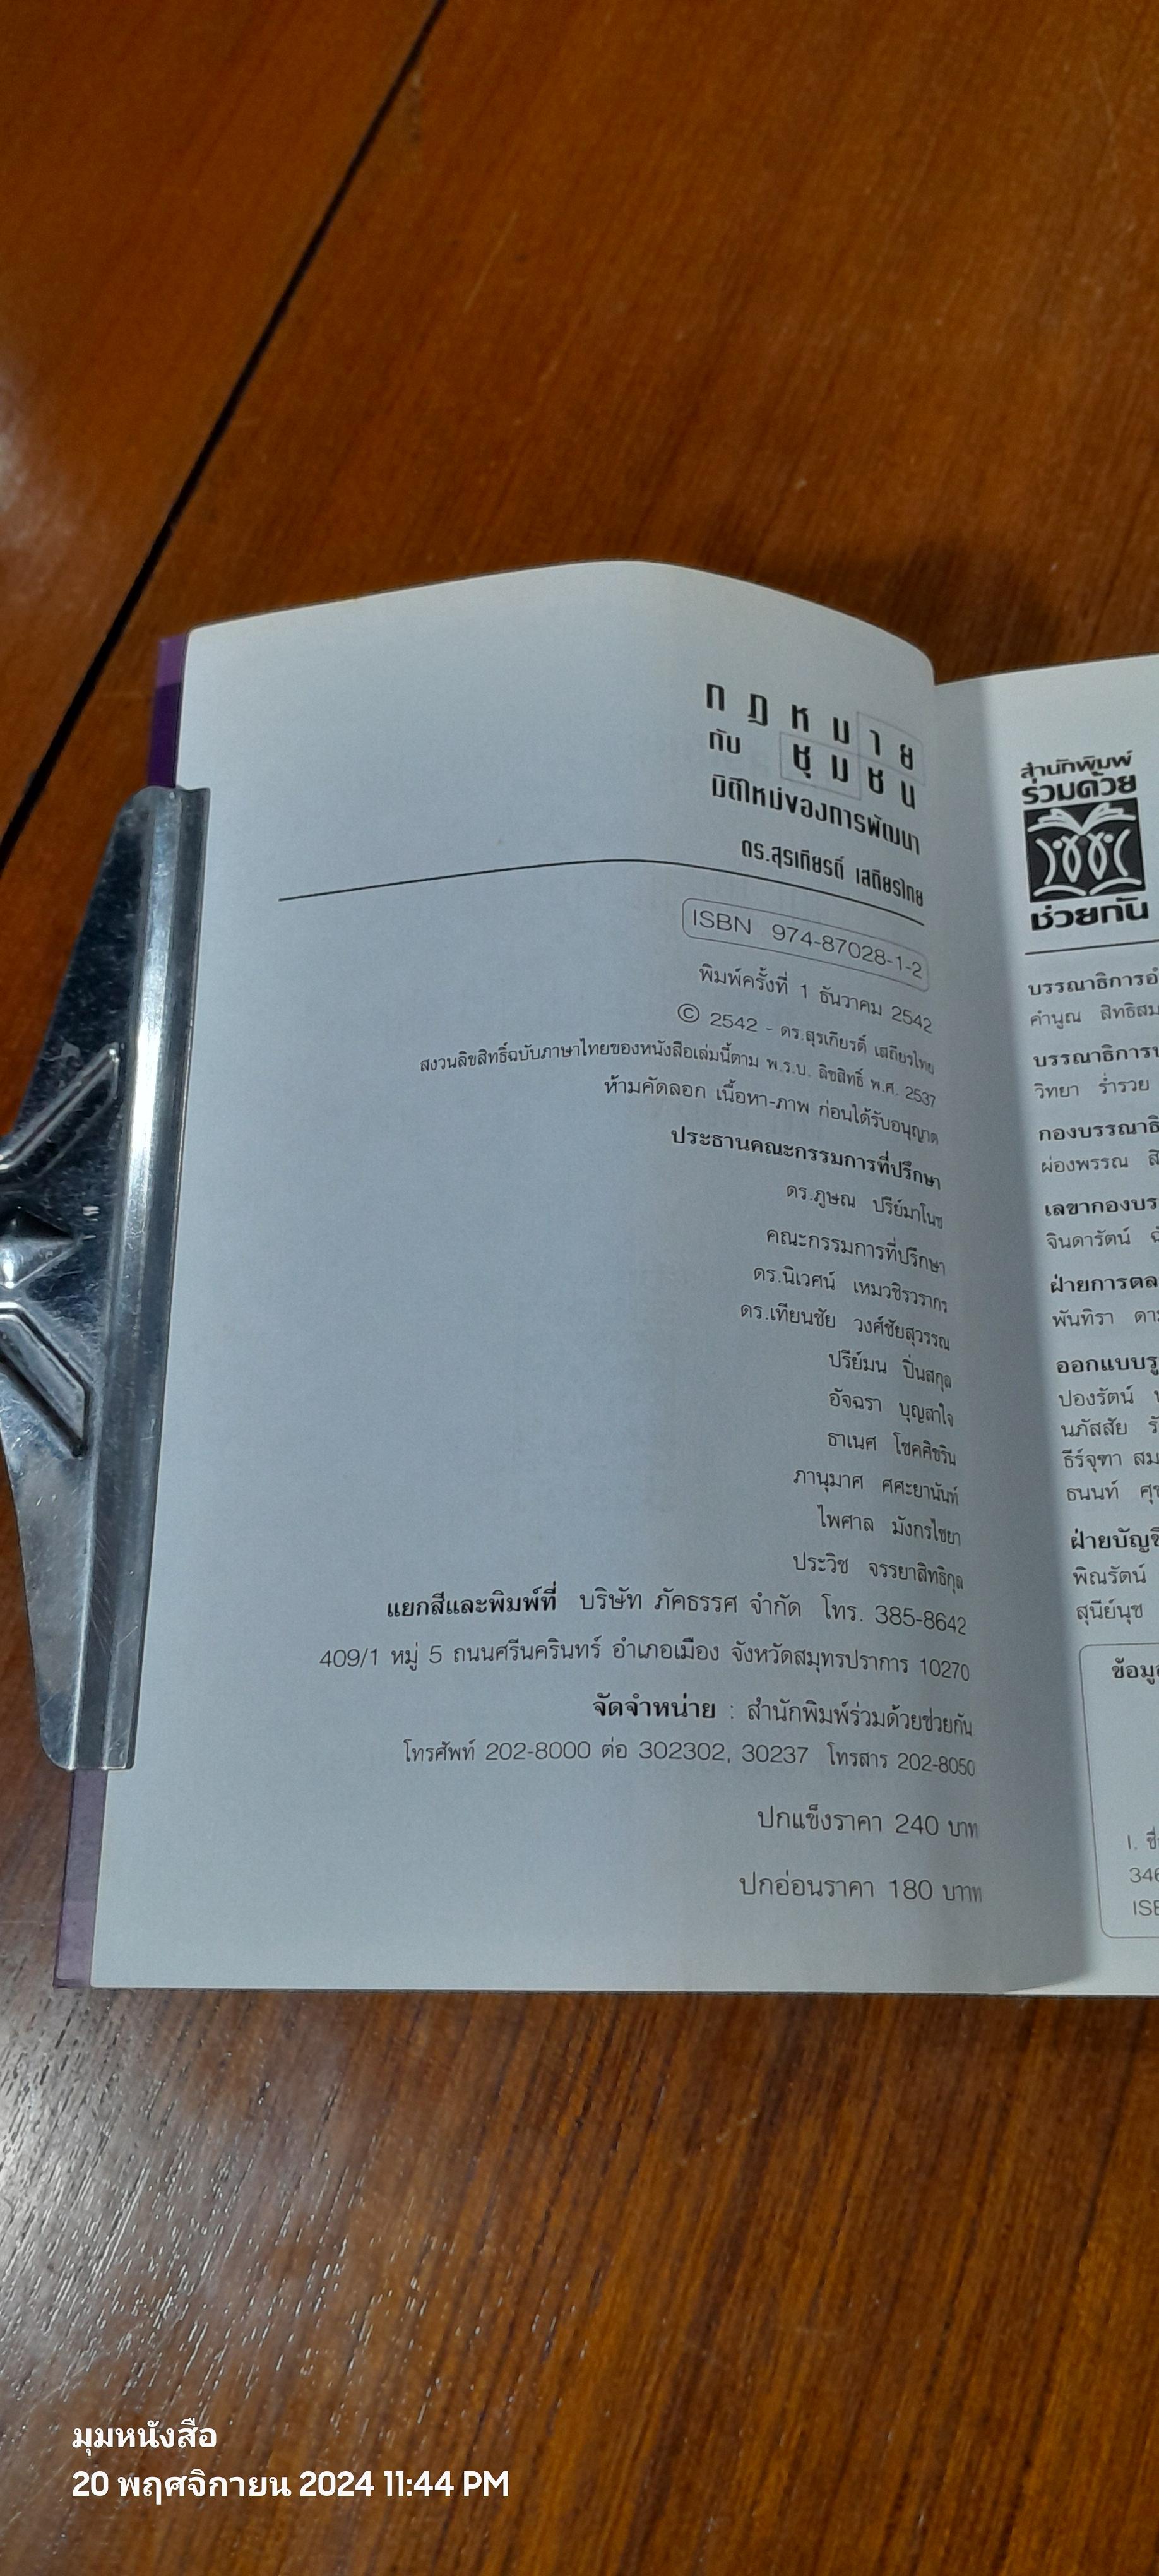 กฎหมาย
กับ ชุมชน
มิติใหม่ของการพัฒนา
ดร.สุรเกียรติ์ เสถียรไทย
ISBN 974-87028-1-2
พิมพ์ครั้งที่ 1 ธันวาคม 2542
© 2542 - ดร.สุรเกียรติ์ เสถียรไทย
สงวนลิขสิทธิ์ฉบับภาษาไทยของหนังสือเล่มนี้ตาม พ.ร.บ. ลิขสิทธิ์ พ.ศ. 2537
ห้ามคัดลอก เนื้อหา-ภาพ ก่อนได้รับอนุญาต
ประธานคณะกรรมการที่ปรึกษา
ดร.ภูษณ ปรีย์มาโนช
คณะกรรมการที่ปรึกษา
ดร.นิเวศน์ เหมวชิรวรากร
ดร.เทียนชัย วงศ์ชัยสุวรรณ
ปรีย์มน ปิ่นสกุล
อัจฉรา บุญสาใจ
ธาเนศ โชคศิขริน
ภานุมาศ ศศะยานันท์
ไพศาล มังกรไชยา
ประวิช จรรยาสิทธิกุล
แยกสีและพิมพ์ที่ บริษัท ภัคธรรศ จำกัด โทร. 385-8642
409/1 หมู่ 5 ถนนศรีนครินทร์ อำเภอเมือง จังหวัดสมุทรปราการ 10270
จัดจำหน่าย : สำนักพิมพ์ร่วมด้วยช่วยกัน
โทรศัพท์ 202-8000 ต่อ 302302, 30237 โทรสาร 202-8050
ปกแข็งราคา 240 บาท
ปกอ่อนราคา 180 บาท
สำนักพิมพ์
ร่วมด้วย
ช่วยกัน
คำนูณ
วิทยา ร่ำรวย
ผ่องพรรณ
จินดารัตน์
พันทิรา
ปองรัตน์
นภัสสัย
ธีร์จุฑา
ธนนท์
พิณรัตน์
สุนีย์นุช
I.
346
มุมหนังสือ
20 พฤศจิกายน 2024 11:44 PM